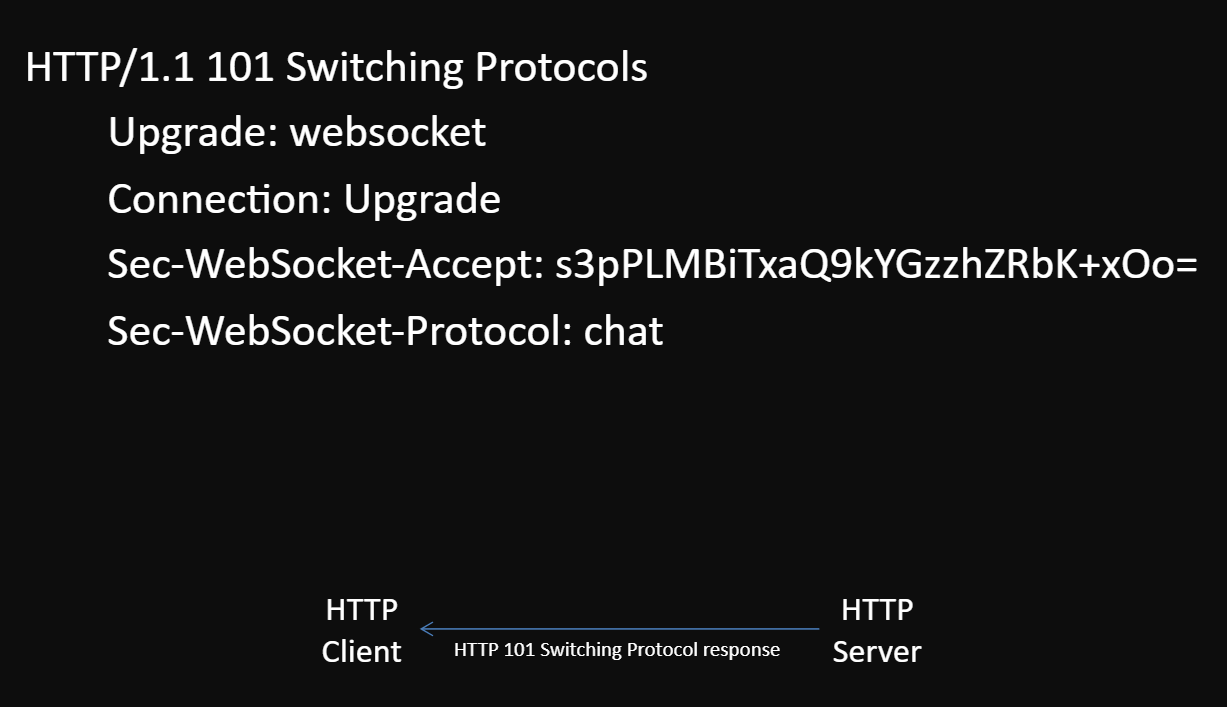 HTTP/1.1 101 Switching Protocols
Upgrade: websocket
Connection: Upgrade
Sec-WebSocket-Accept: s3pPLMBiTxaQ9kYGzzhZRbK+xOo=
Sec-WebSocket-Protocol: chat
HTTP
Client
HTTP 101 Switching Protocol response
HTTP
Server